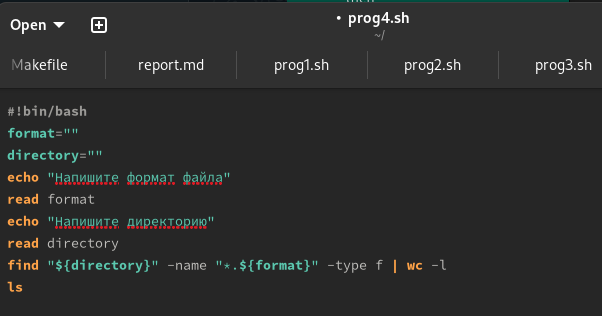 Open
• prog4.sh
~/
Makefile
report.md
prog1.sh
prog2.sh
prog3.sh
#!bin/bash
format=""
directory=""
echo "Напишите формат файла"
read format
echo "Напишите директорию"
read directory
find "${directory}" -name "*.${format}" -type f | wc -l
ls